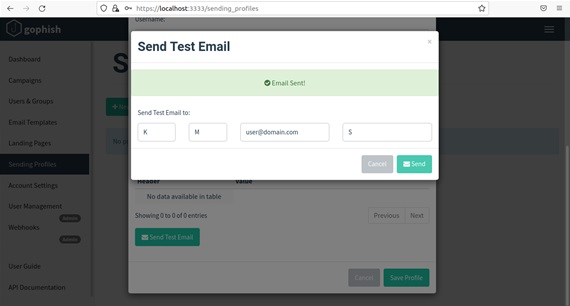 https://localhost:3333/sending_profiles
gophish
Username:
Dashboard
Campaigns
Users & Groups
Email Templates
Landing Pages
Sending Profiles
Account Settings
User Management
Admin
Webhooks
Admin
User Guide
API Documentation
Send Test Email
×
Email Sent!
Send Test Email to:
K M user@domain.com S
Cancel Send
Header Value
No data available in table
Showing 0 to 0 of 0 entries
Previous Next
Send Test Email
Cancel Save Profile